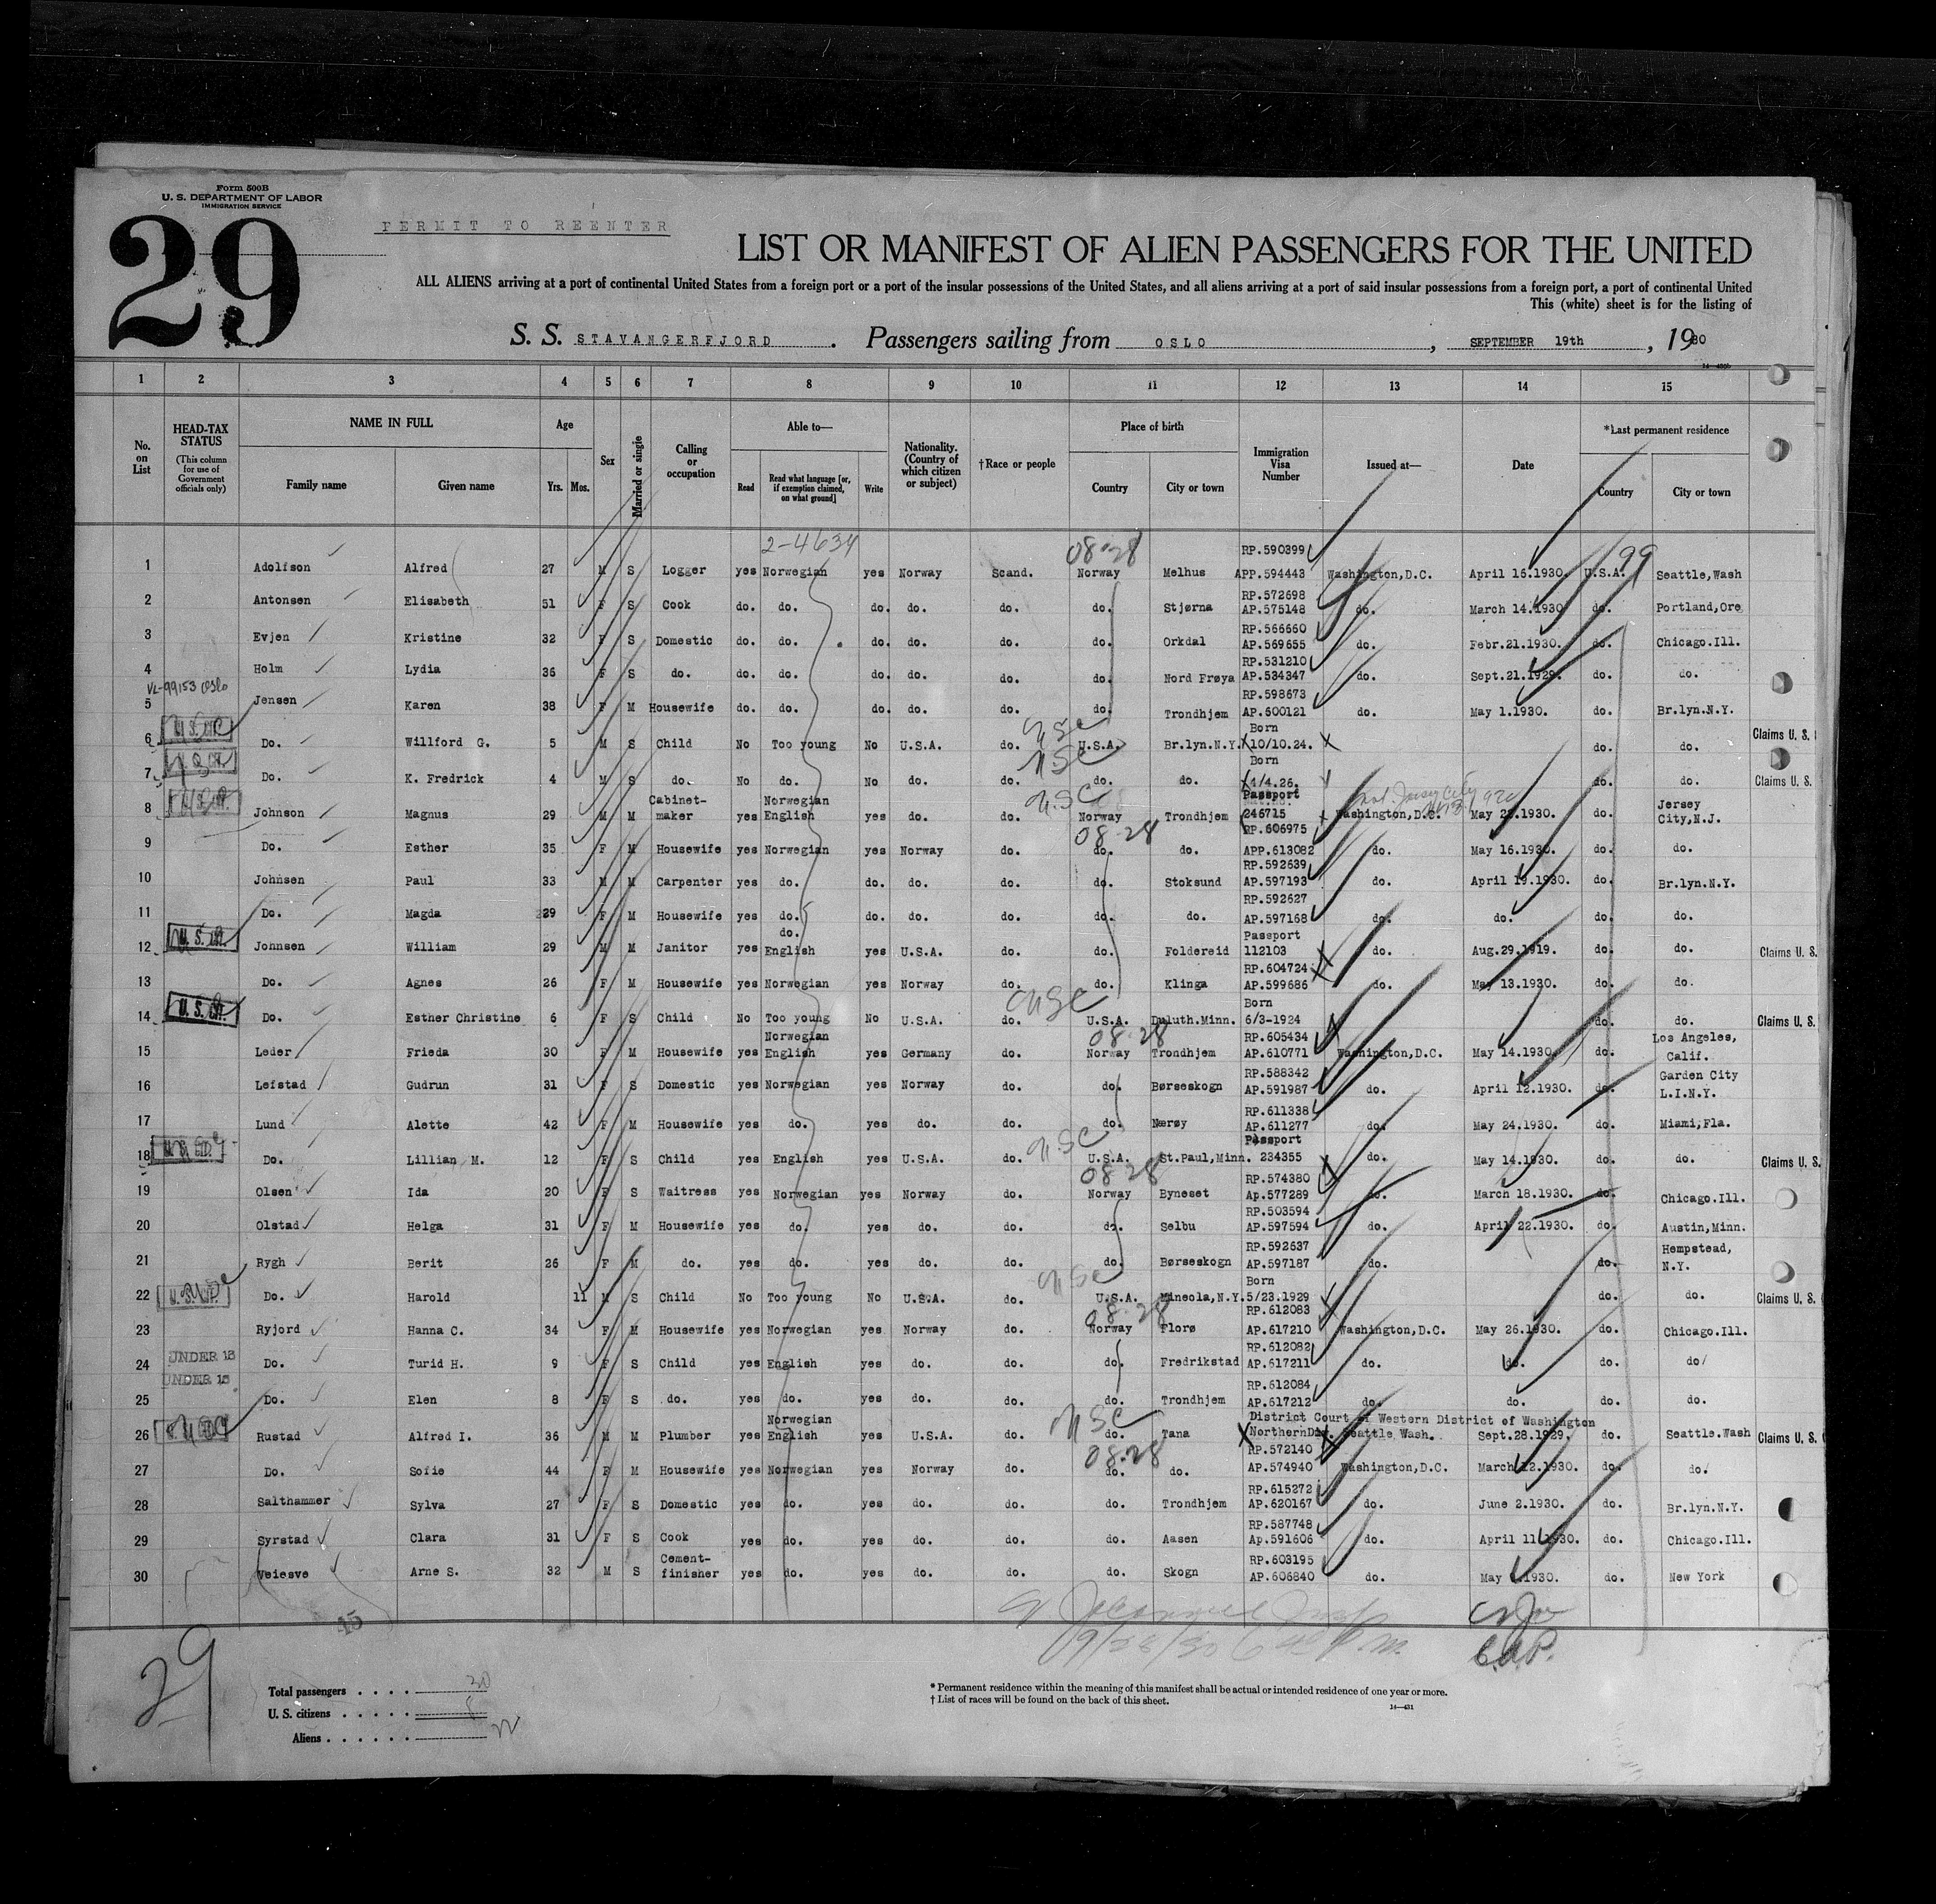 Form 500B
U. S. DEPARTMENT OF LABOR
IMMIGRATION SERVICE
29
PERMIT TO REENTER
LIST OR MANIFEST OF ALIEN PASSENGERS FOR THE UNITED
ALL ALIENS arriving at a port of continental United States from a foreign port or a port of the insular possessions of the United States, and all aliens arriving at a port of said insular possessions from a foreign port, a port of continental United
This (white) sheet is for the listing of
S. S. STAVANGERFJORD. Passengers sailing from OSLO, SEPTEMBER 19th, 1930
1 2 3 4 5 6 7 8 9 10 11 12 13 14 15
No. on List
HEAD-TAX STATUS (This column for use of Government officials only)
NAME IN FULL Family name Given name
Age Yrs. Mos.
Sex
Married or single
Calling or occupation
Able to— Read Read what language [or, if exemption claimed, on what ground] Write
Nationality. (Country of which citizen or subject)
†Race or people
Place of birth Country City or town
Immigration Visa Number
Issued at—
Date
*Last permanent residence Country City or town
2-4634 08-28 99
1 Adolfson Alfred 27 M S Logger yes Norwegian yes Norway Scand. Norway Melhus RP.590399 APP.594443 Washington,D.C. April 16.1930. U.S.A. Seattle,Wash
2 Antonsen Elisabeth 51 F S Cook do. do. do. do. do. do. Stjørna RP.572698 AP.575148 do. March 14.1930 do. Portland,Ore
3 Evjen Kristine 32 F S Domestic do. do. do. do. do. do. Orkdal RP.566660 AP.569655 do. Febr.21.1930. do. Chicago.Ill.
4 Holm Lydia 36 F S do. do. do. do. do. do. do. Nord Frøya RP.531210 AP.534347 do. Sept.21.1929. do. do.
VL-99153 Oslo
5 Jensen Karen 38 F M Housewife do. do. do. do. do. do. Trondhjem RP.598673 AP.600121 do. May 1.1930. do. Br.lyn.N.Y.
6 Do. Willford G. 5 M S Child No Too young No U.S.A. do. USC U.S.A. Br.lyn.N.Y. Born 10/10.24. do. do. Claims U. S.
7 Do. K. Fredrick 4 M S do. No do. No do. do. USC do. do. Born 4/4.26. do. do. Claims U. S.
8 Johnson Magnus 29 M M Cabinet-maker yes Norwegian English yes do. do. USC Norway Trondhjem Passport 246715 Washington,D.C. May 22.1930. do. Jersey City,N.J.
08-28
9 Do. Esther 35 F M Housewife yes Norwegian yes Norway do. do. do. RP.606975 APP.613082 do. May 16.1930. do. do.
10 Johnsen Paul 33 M M Carpenter yes do. do. do. do. do. Stoksund RP.592639 AP.597193 do. April 19.1930. do. Br.lyn.N.Y.
11 Do. Magda 29 F M Housewife yes do. do. do. do. do. do. RP.592627 AP.597168 do. do. do. do.
12 Johnsen William 29 M M Janitor yes do. English yes U.S.A. do. do. Foldereid Passport 112103 do. Aug.29.1919. do. do. Claims U. S.
13 Do. Agnes 26 F M Housewife yes Norwegian yes Norway do. do. Klinga RP.604724 AP.599686 do. May 13.1930. do. do.
14 U. S. CIT. Do. Esther Christine 6 F S Child No Too young No U.S.A. do. USC U.S.A. Duluth.Minn. Born 6/3-1924 do. do. Claims U. S.
08-28
15 Leder Frieda 30 F M Housewife yes Norwegian English yes Germany do. Norway Trondhjem RP.605434 AP.610771 Washington,D.C. May 14.1930. do. Los Angeles, Calif.
16 Lefstad Gudrun 31 F S Domestic yes Norwegian yes Norway do. do. Børseskogn RP.588342 AP.591987 do. April 12.1930. do. Garden City L.I.N.Y.
17 Lund Alette 42 F M Housewife yes do. yes do. do. do. Nærøy RP.611338 AP.611277 do. May 24.1930. do. Miami,Fla.
18 Do. Lillian M. 12 F S Child yes English yes U.S.A. do. USC U.S.A. St.Paul,Minn. Passport 234355 do. May 14.1930. do. do. Claims U. S.
08-28
19 Olsen Ida 20 F S Waitress yes Norwegian yes Norway do. Norway Byneset RP.574380 Ap.577289 do. March 18.1930. do. Chicago.Ill.
20 Olstad Helga 31 F M Housewife yes do. yes do. do. do. Selbu RP.503594 AP.597594 do. April 22.1930. do. Austin,Minn.
21 Rygh Berit 26 F M do. yes do. yes do. do. do. Børseskogn RP.592637 AP.597187 do. do. Hempstead, N.Y.
22 Do. Harold 11 M S Child No Too young No U.S.A. do. USC U.S.A. Mineola,N.Y. Born 5/23.1929 do. do. Claims U. S.
08-28
23 Ryjord Hanna C. 34 F M Housewife yes Norwegian yes Norway do. Norway Florø RP.612083 AP.617210 Washington,D.C. May 26.1930. do. Chicago.Ill.
24 UNDER 16 Do. Turid H. 9 F S Child yes English yes do. do. do. Fredrikstad RP.612082 AP.617211 do. do. do. do.
25 UNDER 16 Do. Elen 8 F S do. yes do. yes do. do. do. Trondhjem RP.612084 AP.617212 do. do. do. do.
26 Rustad Alfred I. 36 M M Plumber yes Norwegian English yes U.S.A. do. USC do. Tana District Court of Western District of Washington NorthernDiv. Seattle Wash. Sept.28.1929. do. Seattle.Wash Claims U. S.
08-28
27 Do. Sofie 44 F M Housewife yes Norwegian yes Norway do. do. do. RP.572140 AP.574940 Washington,D.C. March 12.1930. do. do.
28 Salthammer Sylva 27 F S Domestic yes do. yes do. do. do. Trondhjem RP.615272 AP.620167 do. June 2.1930. do. Br.lyn.N.Y.
29 Syrstad Clara 31 F S Cook yes do. yes do. do. do. Aasen RP.587748 Ap.591606 do. April 11.1930. do. Chicago.Ill.
30 Veiesve Arne S. 32 M S Cement-finisher yes do. yes do. do. do. Skogn RP.603195 AP.606840 do. May .1930. do. New York
15
29
Total passengers . . . . 30
U. S. citizens . . . . . 8
Aliens . . . . . . 22
* Permanent residence within the meaning of this manifest shall be actual or intended residence of one year or more.
† List of races will be found on the back of this sheet.
14—431